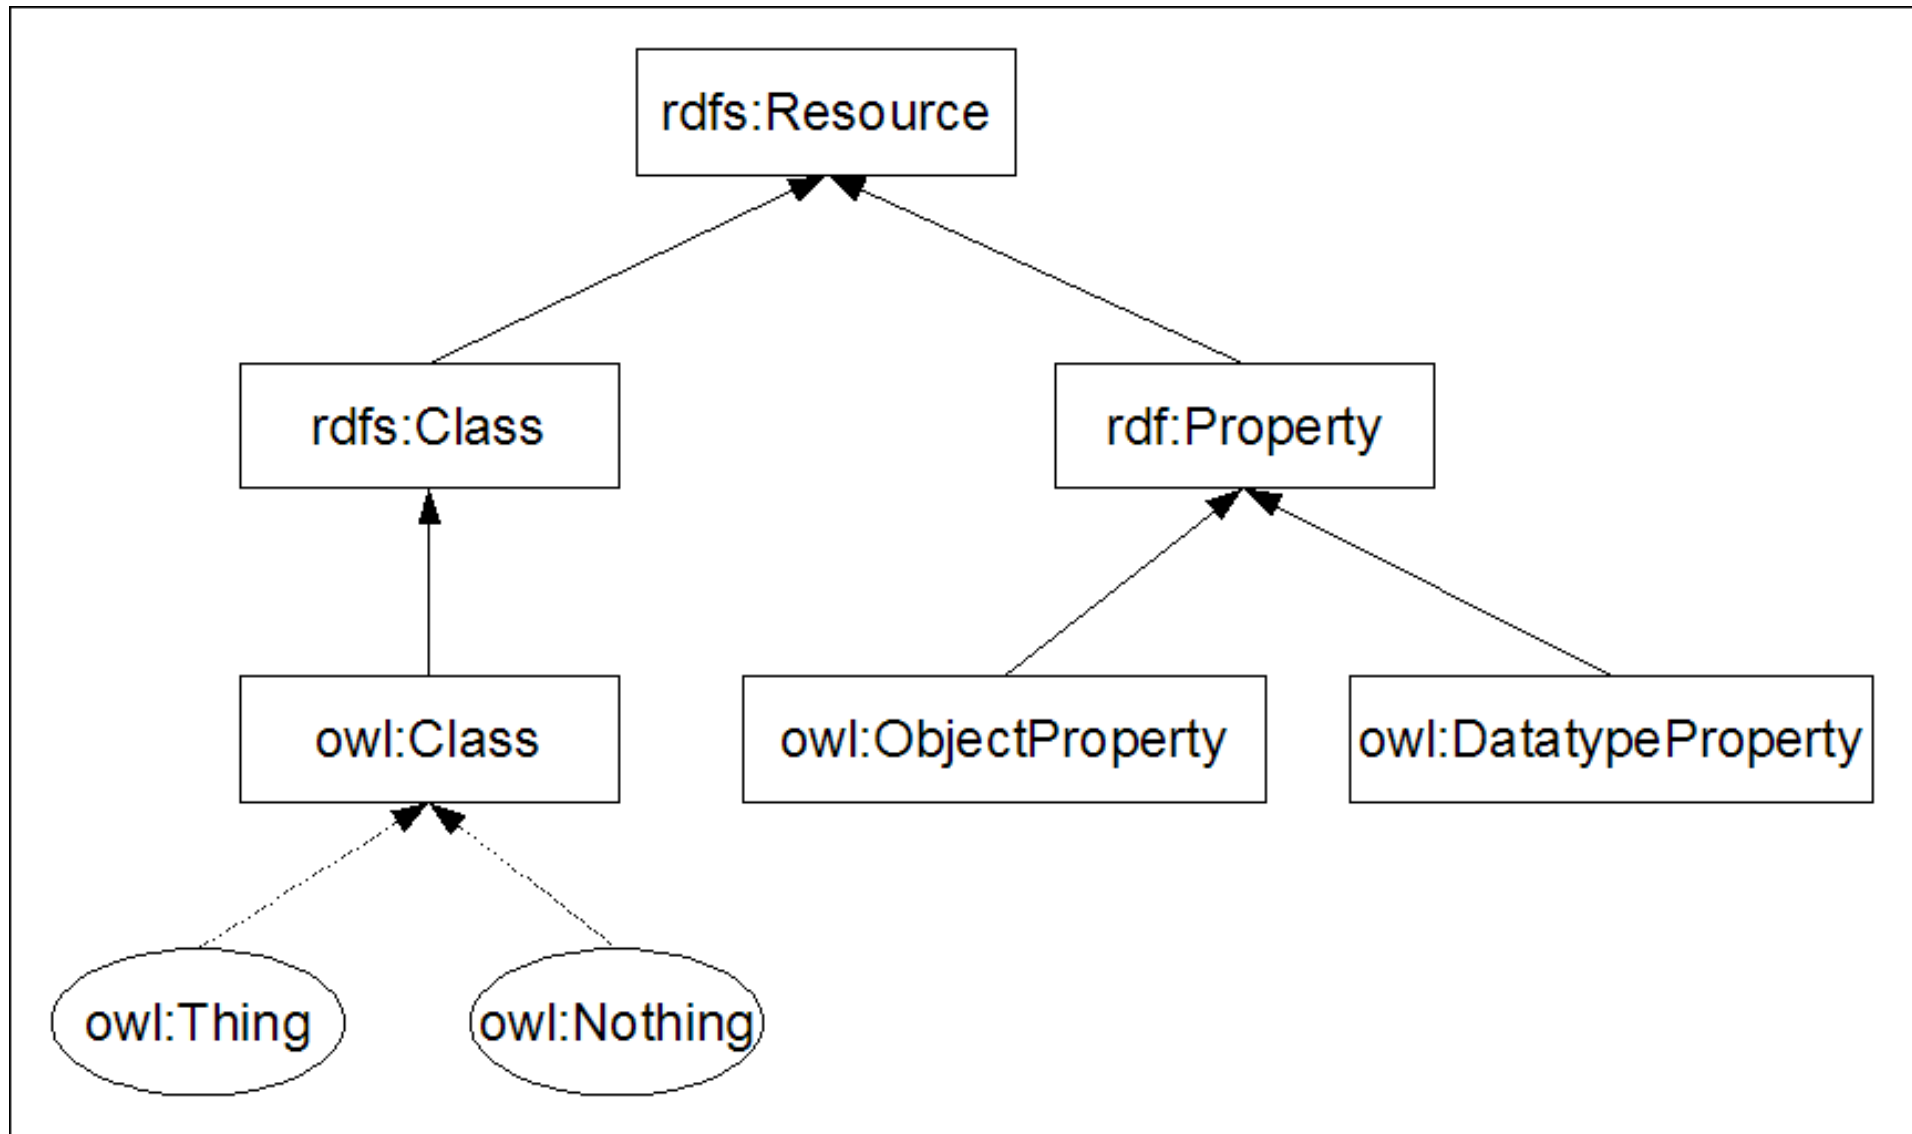 rdfs:Resource
rdfs:Class
rdf:Property
owl:Class
owl:ObjectProperty
owl:DatatypeProperty
owl:Thing
owl:Nothing